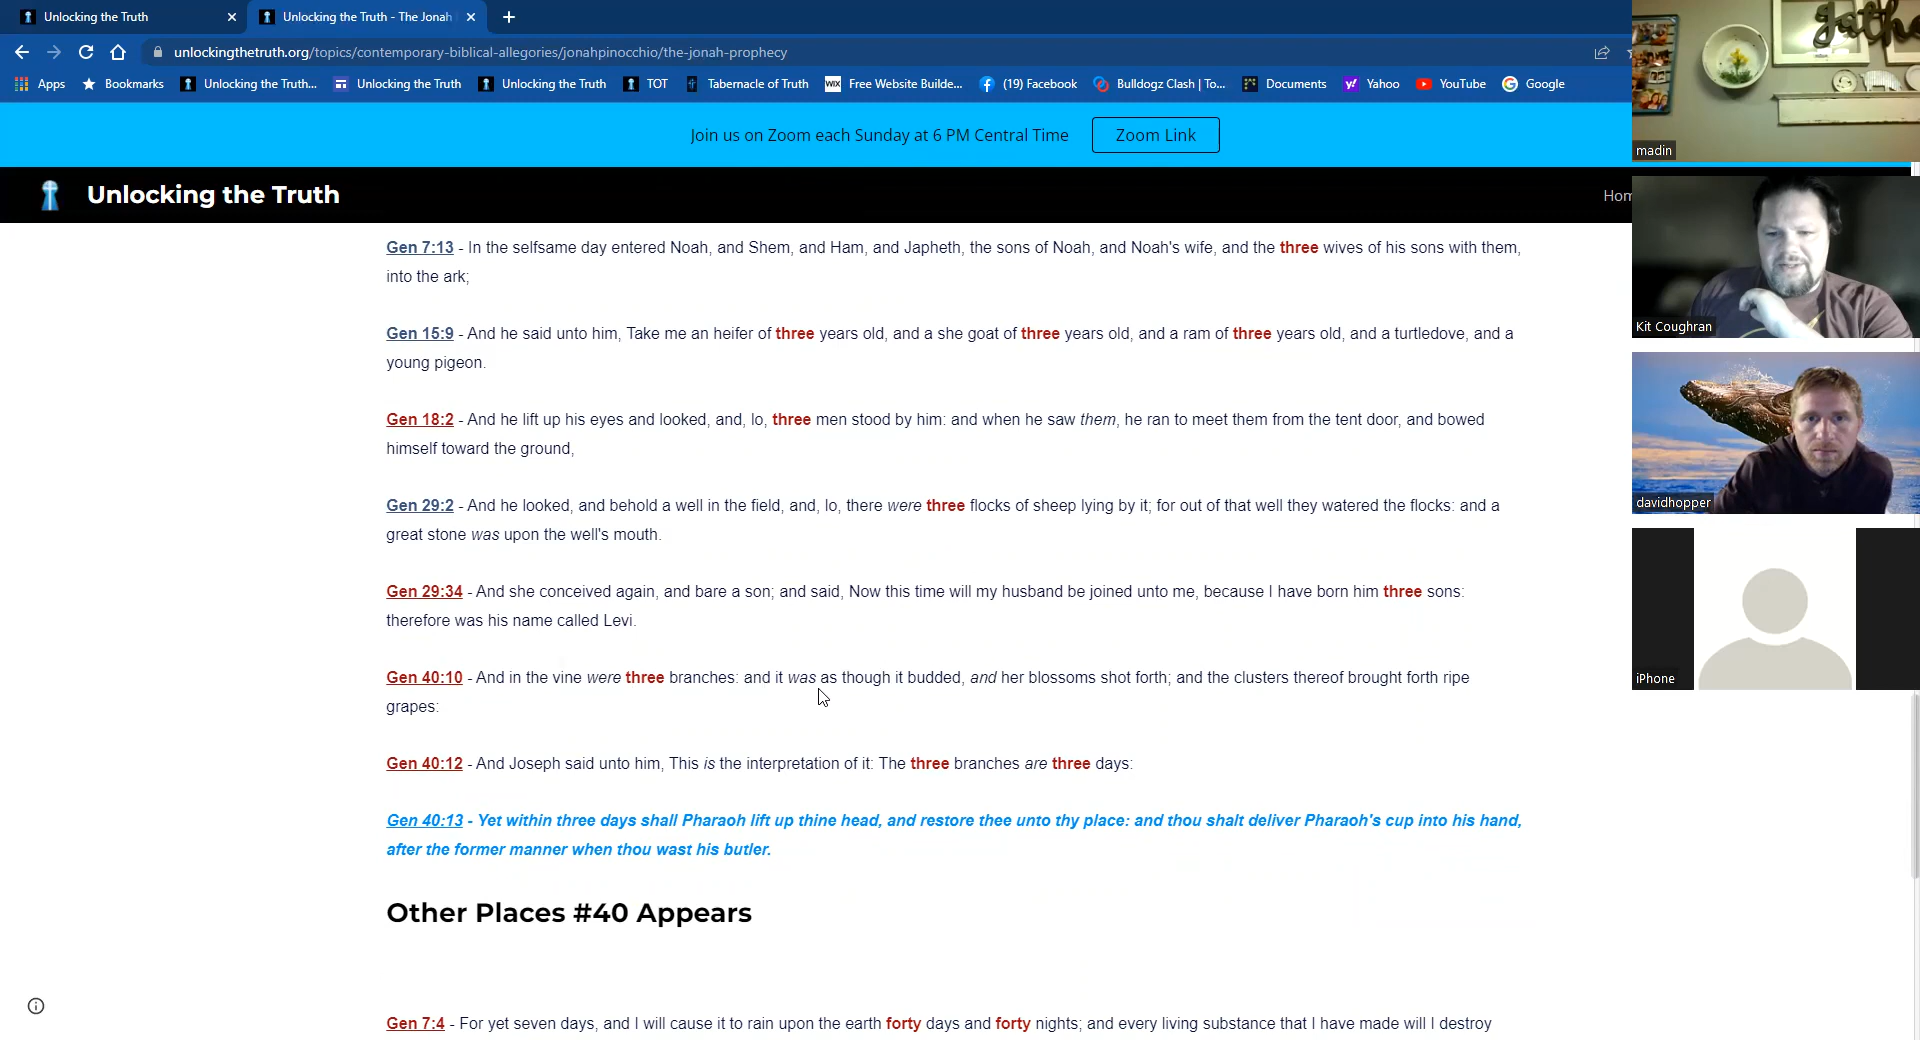 Unlocking the Truth
Unlocking the Truth - The Jonah
unlockingthetruth.org/topics/contemporary-biblical-allegories/jonahpinocchio/the-jonah-prophecy
Apps Bookmarks Unlocking the Truth... Unlocking the Truth Unlocking the Truth TOT Tabernacle of Truth WIX Free Website Builde... (19) Facebook Bulldogz Clash | To... Documents Yahoo YouTube Google
Join us on Zoom each Sunday at 6 PM Central Time Zoom Link
Unlocking the Truth
Hom
Gen 7:13 - In the selfsame day entered Noah, and Shem, and Ham, and Japheth, the sons of Noah, and Noah's wife, and the three wives of his sons with them,
into the ark;
Gen 15:9 - And he said unto him, Take me an heifer of three years old, and a she goat of three years old, and a ram of three years old, and a turtledove, and a
young pigeon.
Gen 18:2 - And he lift up his eyes and looked, and, lo, three men stood by him: and when he saw them, he ran to meet them from the tent door, and bowed
himself toward the ground,
Gen 29:2 - And he looked, and behold a well in the field, and, lo, there were three flocks of sheep lying by it; for out of that well they watered the flocks: and a
great stone was upon the well's mouth.
Gen 29:34 - And she conceived again, and bare a son; and said, Now this time will my husband be joined unto me, because I have born him three sons:
therefore was his name called Levi.
Gen 40:10 - And in the vine were three branches: and it was as though it budded, and her blossoms shot forth; and the clusters thereof brought forth ripe
grapes:
Gen 40:12 - And Joseph said unto him, This is the interpretation of it: The three branches are three days:
Gen 40:13 - Yet within three days shall Pharaoh lift up thine head, and restore thee unto thy place: and thou shalt deliver Pharaoh's cup into his hand,
after the former manner when thou wast his butler.
Other Places #40 Appears
Gen 7:4 - For yet seven days, and I will cause it to rain upon the earth forty days and forty nights; and every living substance that I have made will I destroy
gathe
madin
Kit Coughran
davidhopper
iPhone